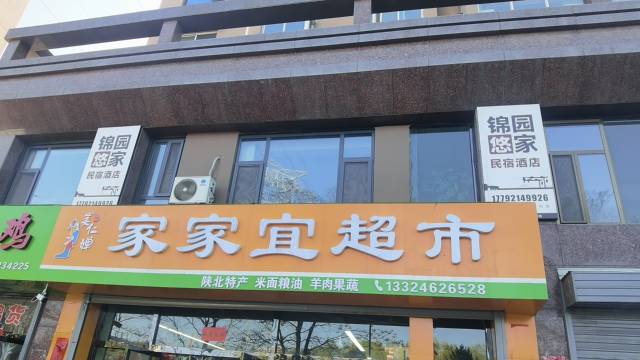 锦园
悠家
民宿酒店
17792149926
锦园
悠家
民宿酒店
17792149926
鸡
34225
家家宜超市
陕北特产 米面粮油 羊肉果蔬 13324626528